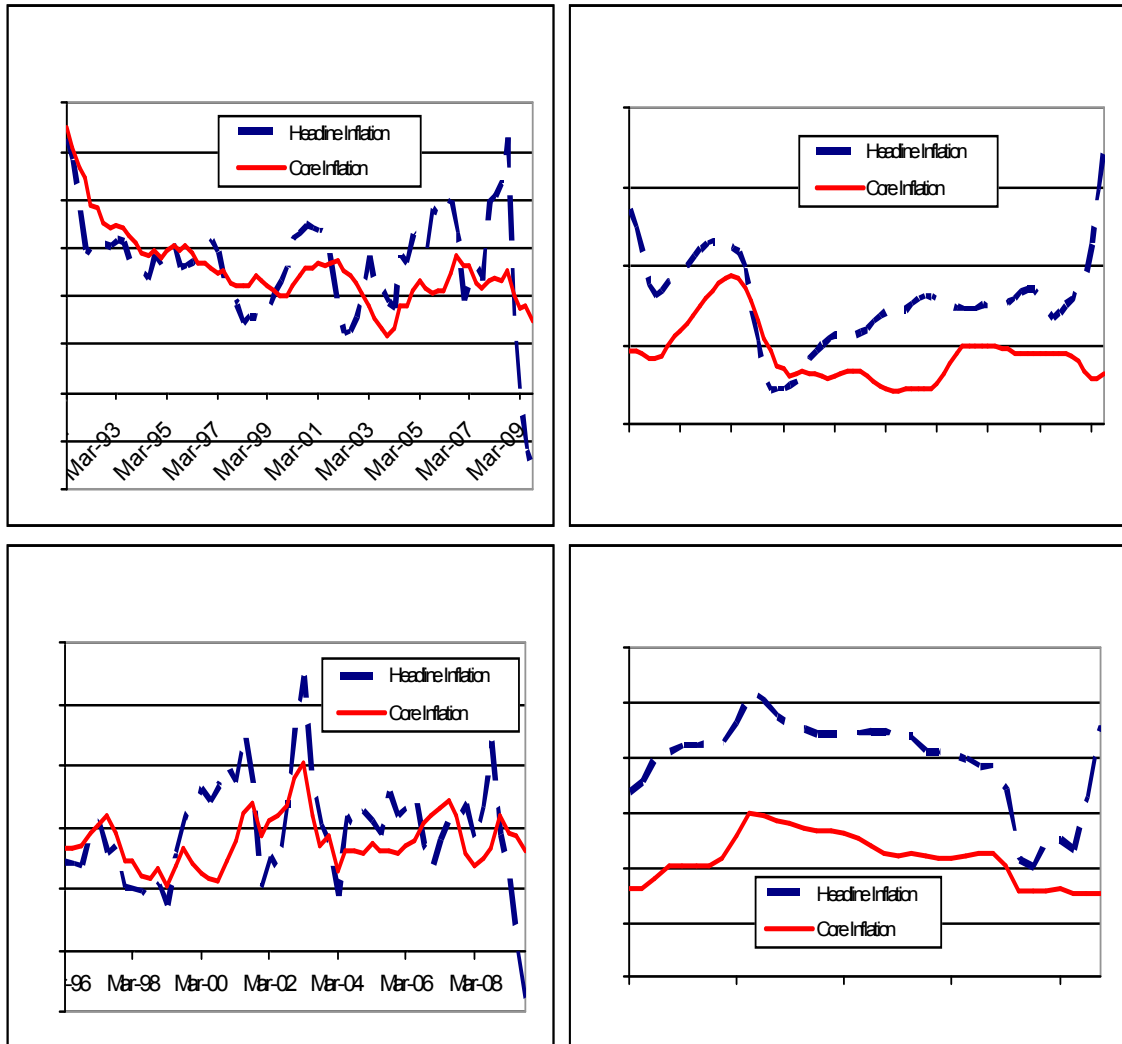 Headline Inflation
Core Inflation
Mar-93
Mar-95
Mar-97
Mar-99
Mar-01
Mar-03
Mar-05
Mar-07
Mar-09
Headline Inflation
Core Inflation
Headline Inflation
Core Inflation
-96 Mar-98 Mar-00 Mar-02 Mar-04 Mar-06 Mar-08
Headline Inflation
Core Inflation